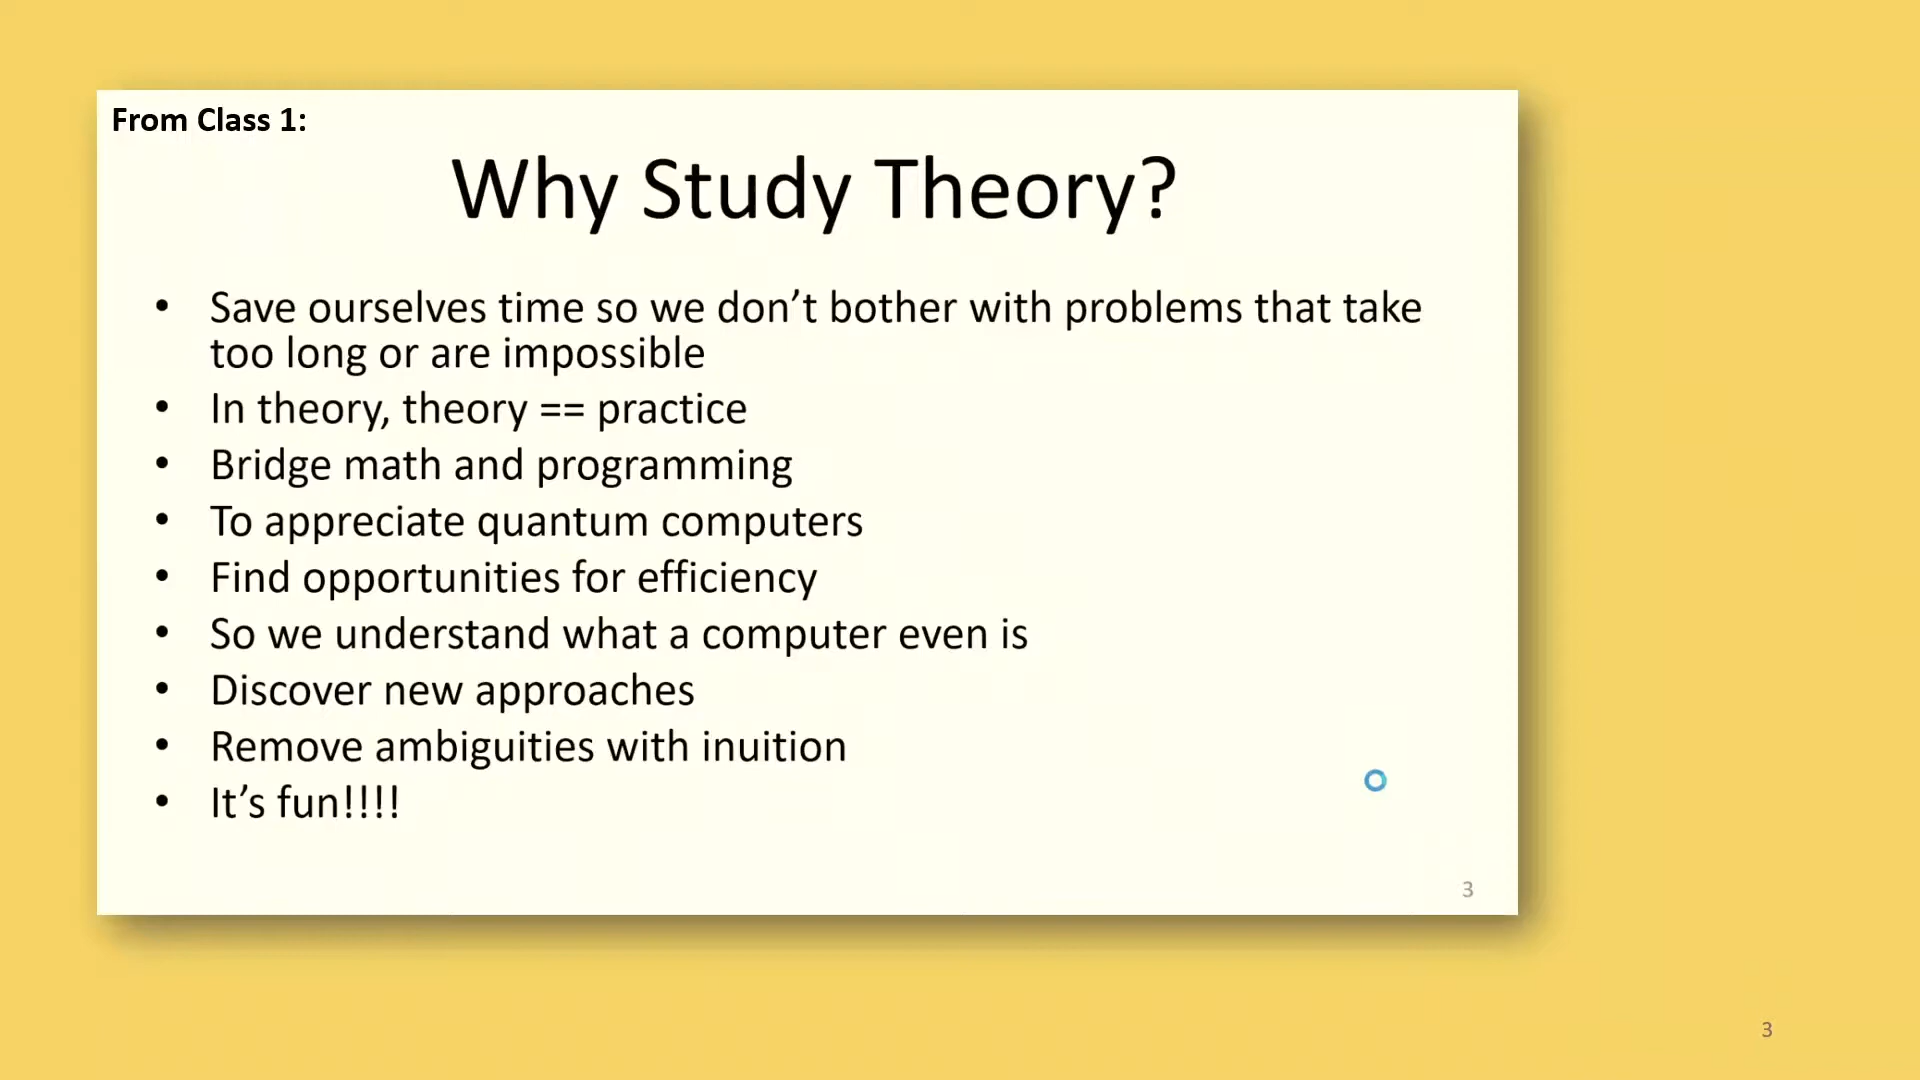 From Class 1:
Why Study Theory?
• Save ourselves time so we don’t bother with problems that take
too long or are impossible
• In theory, theory == practice
• Bridge math and programming
• To appreciate quantum computers
• Find opportunities for efficiency
• So we understand what a computer even is
• Discover new approaches
• Remove ambiguities with inuition
• It’s fun!!!!
3
3